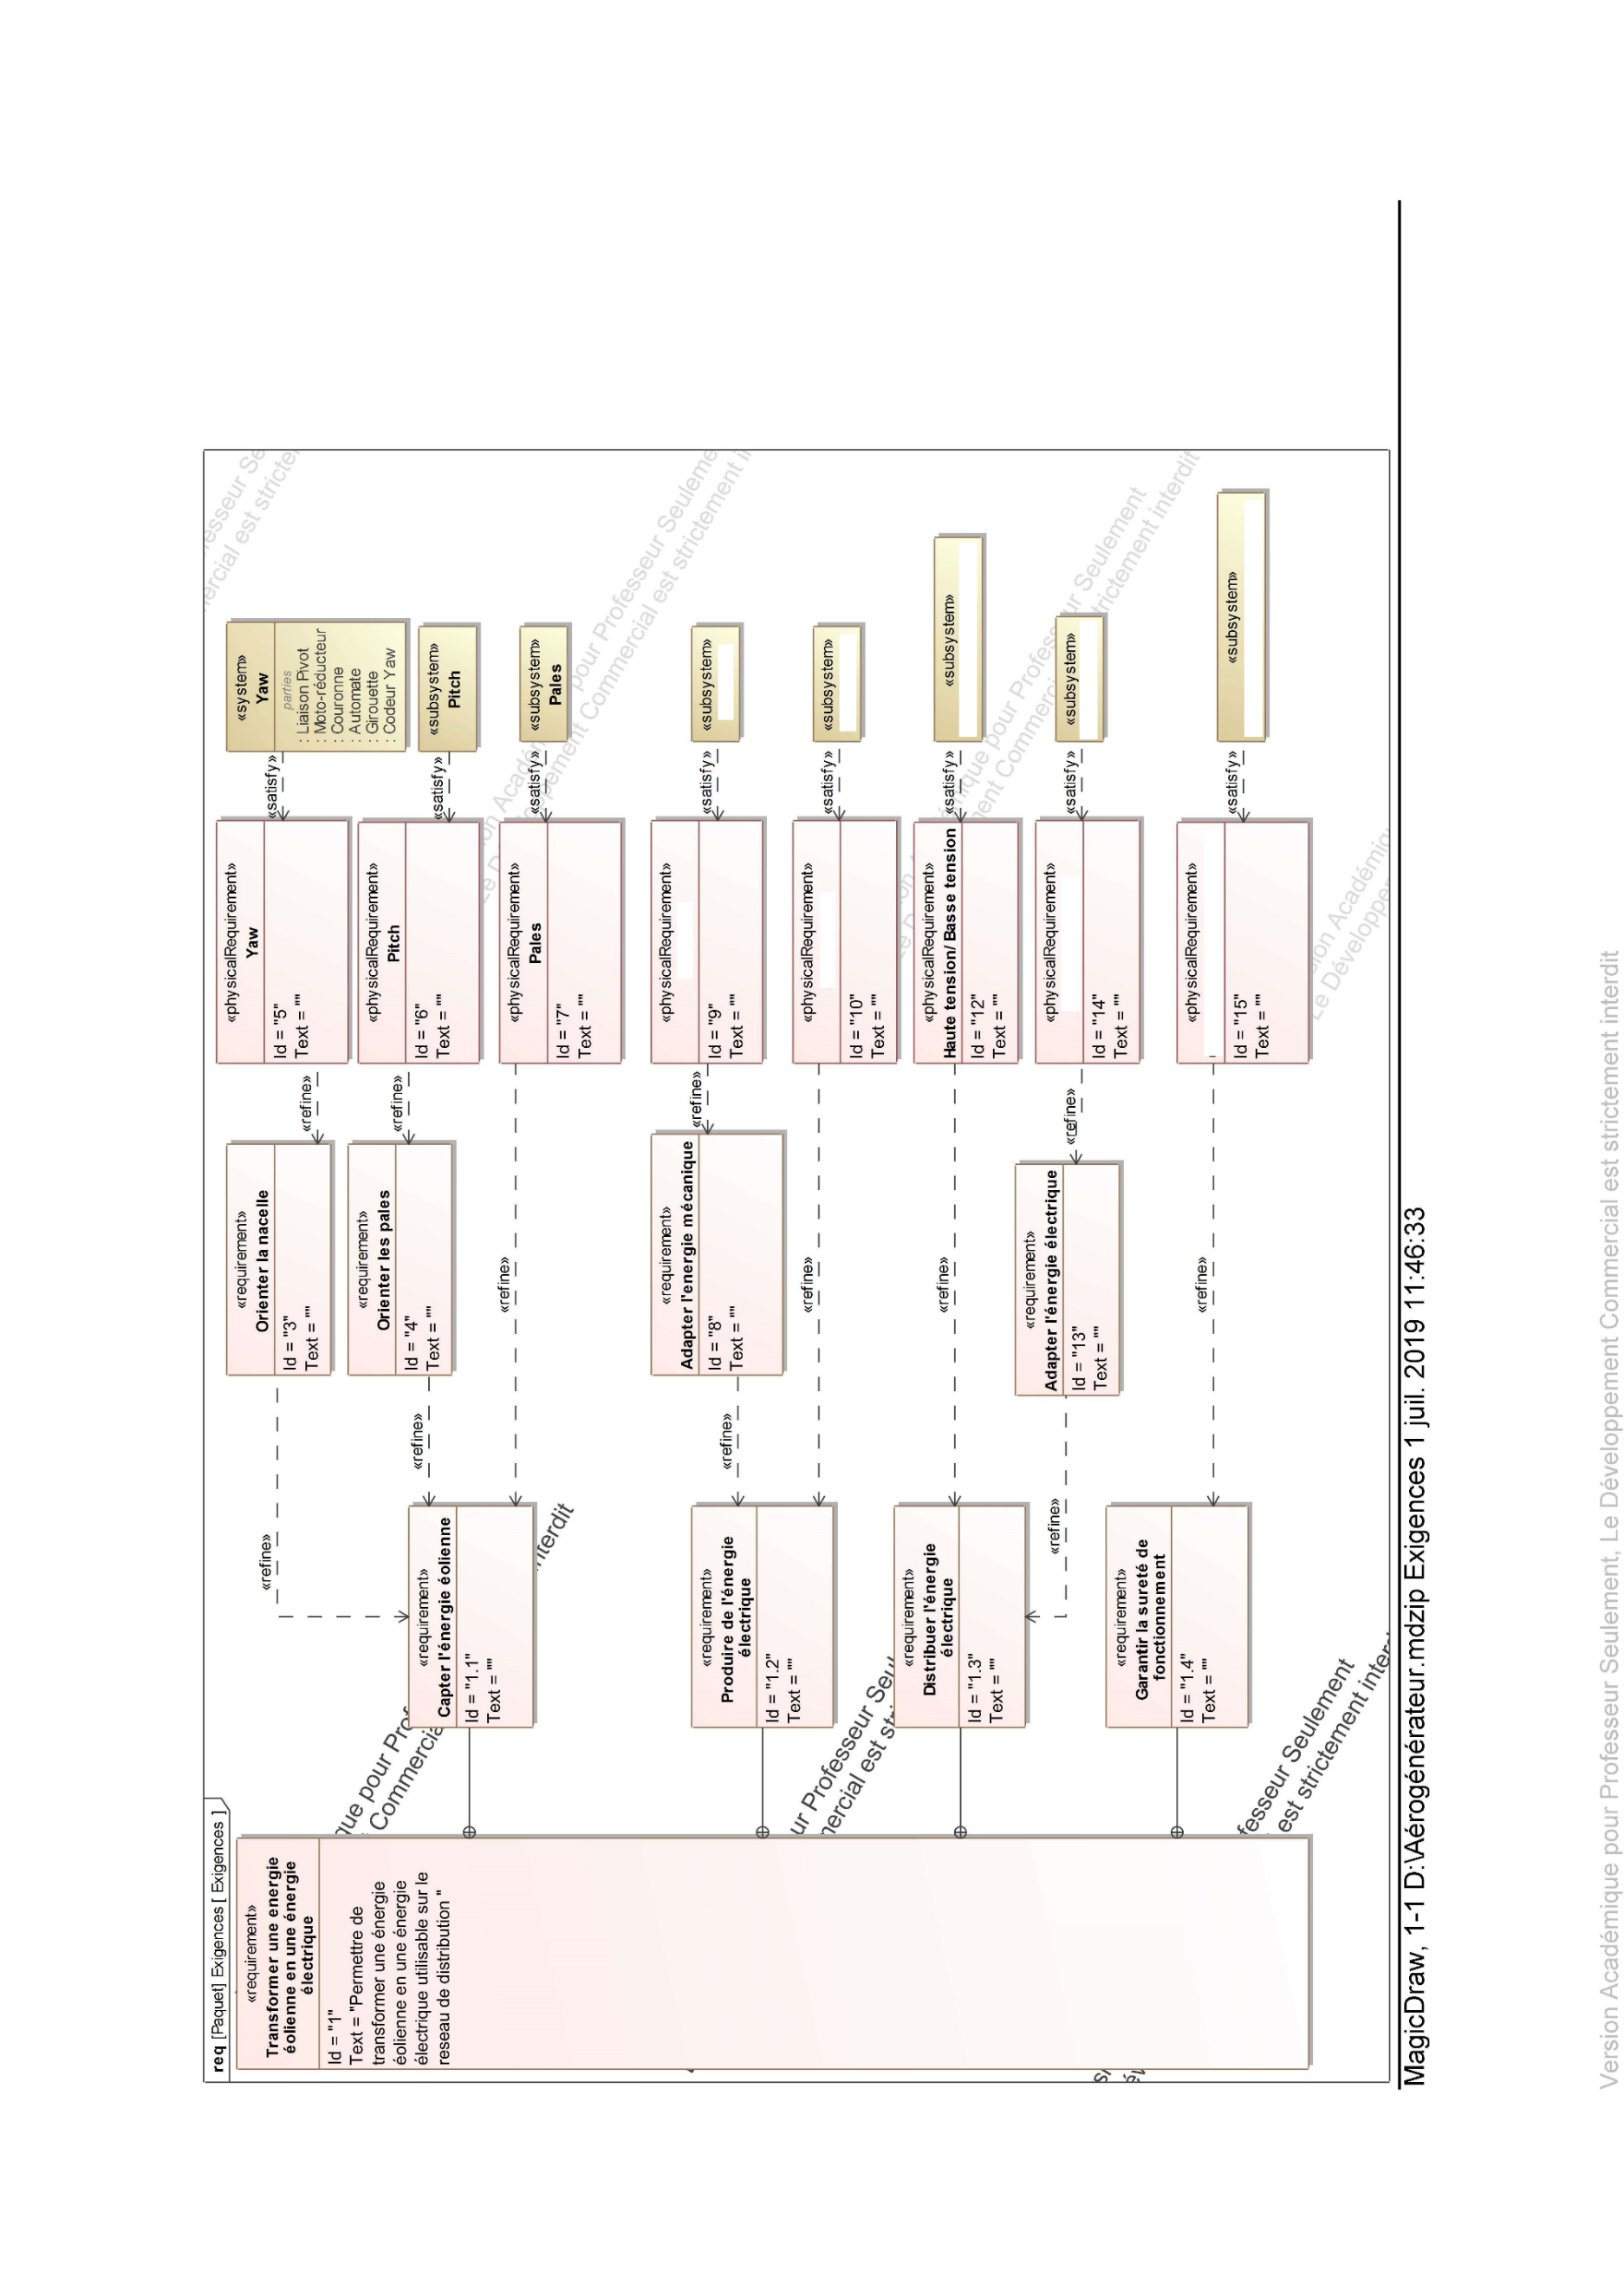 req [Paquet] Exigences [ Exigences ]
«requirement»
Transformer une energie
éolienne en une énergie
électrique
Id = "1"
Text = "Permettre de
transformer une énergie
éolienne en une énergie
électrique utilisable sur le
reseau de distribution "
«requirement»
Capter l'énergie éolienne
Id = "1.1"
Text = ""
«requirement»
Produire de l'énergie
électrique
Id = "1.2"
Text = ""
«requirement»
Distribuer l'énergie
électrique
Id = "1.3"
Text = ""
«requirement»
Garantir la sureté de
fonctionnement
Id = "1.4"
Text = ""
«refine»
«refine»
«refine»
«refine»
«refine»
«refine»
«refine»
«refine»
«requirement»
Orienter la nacelle
Id = "3"
Text = ""
«requirement»
Orienter les pales
Id = "4"
Text = ""
«requirement»
Adapter l'energie mécanique
Id = "8"
Text = ""
«requirement»
Adapter l'énergie électrique
Id = "13"
Text = ""
«refine»
«refine»
«refine»
«refine»
«physicalRequirement»
Yaw
Id = "5"
Text = ""
«physicalRequirement»
Pitch
Id = "6"
Text = ""
«physicalRequirement»
Pales
Id = "7"
Text = ""
«physicalRequirement»
Id = "9"
Text = ""
«physicalRequirement»
Id = "10"
Text = ""
«physicalRequirement»
Haute tension/ Basse tension
Id = "12"
Text = ""
«physicalRequirement»
Id = "14"
Text = ""
«physicalRequirement»
Id = "15"
Text = ""
«satisfy»
«satisfy»
«satisfy»
«satisfy»
«satisfy»
«satisfy»
«satisfy»
«satisfy»
«system»
Yaw
parties
: Liaison Pivot
: Moto-réducteur
: Couronne
: Automate
: Girouette
: Codeur Yaw
«subsystem»
Pitch
«subsystem»
Pales
«subsystem»
«subsystem»
«subsystem»
«subsystem»
«subsystem»
MagicDraw, 1-1 D:\Aérogénérateur.mdzip Exigences 1 juil. 2019 11:46:33
Version Académique pour Professeur Seulement, Le Développement Commercial est strictement interdit